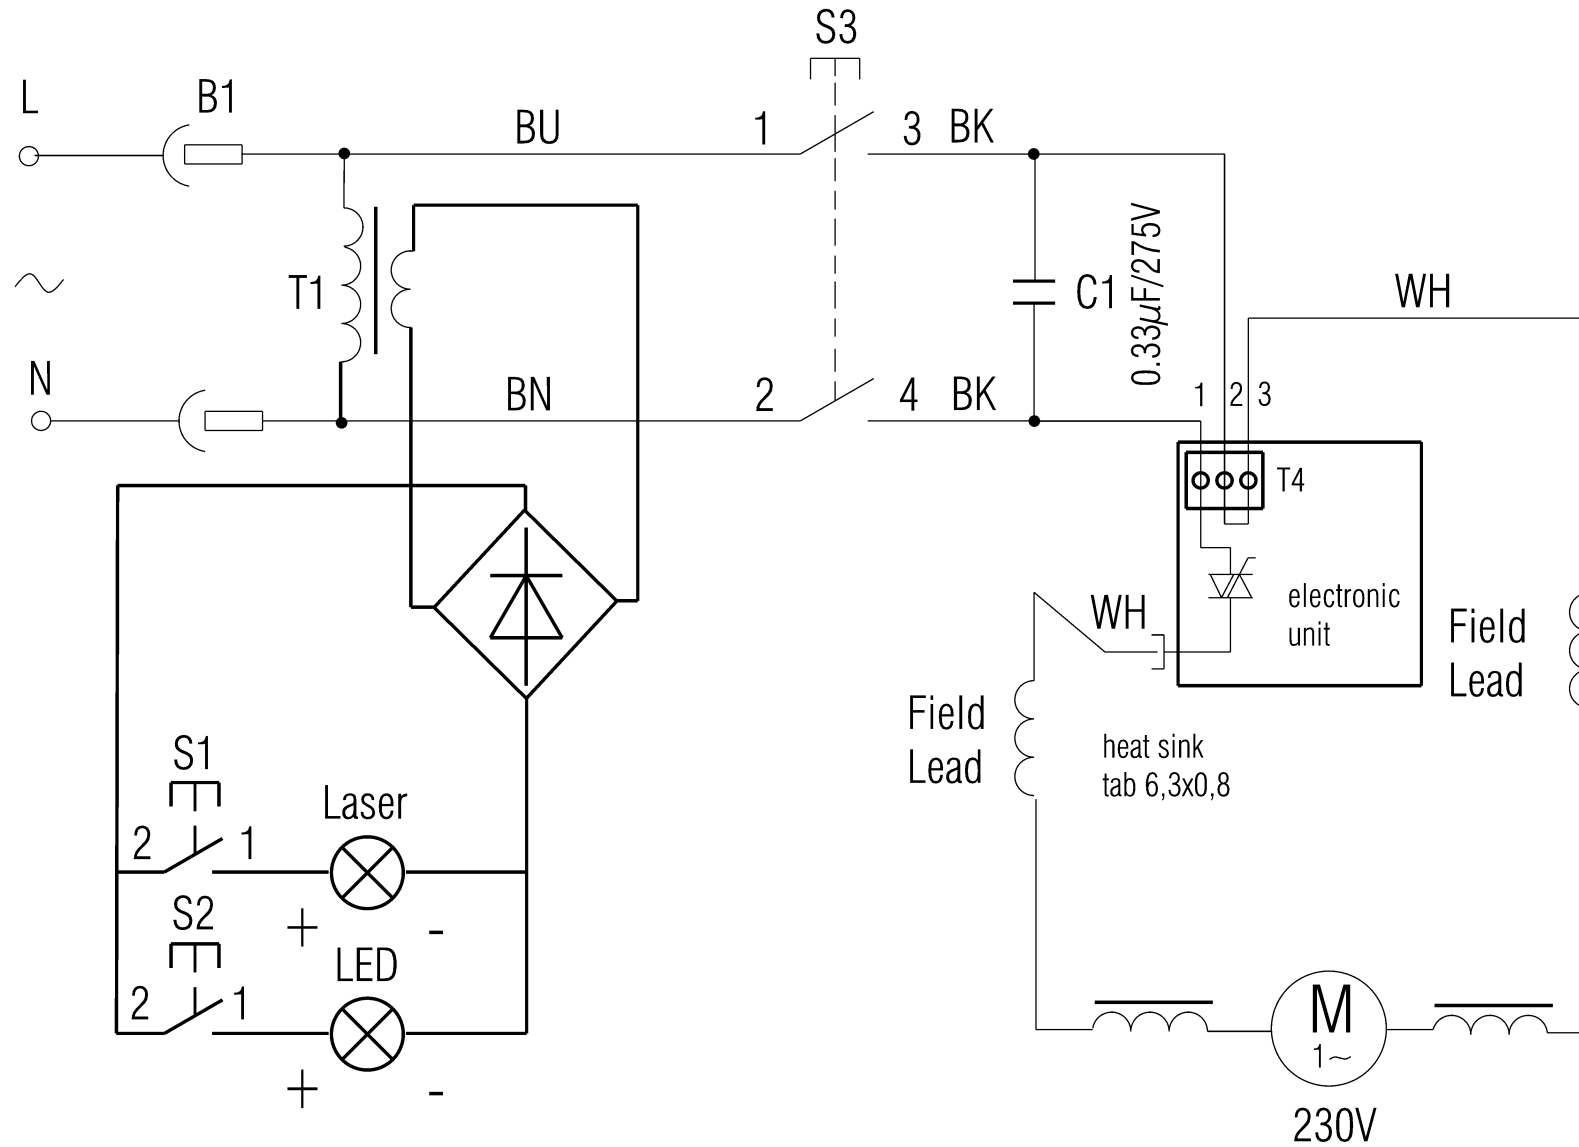 S3
L
B1
BU
1
3
BK
T1
C1
0.33µF/275V
WH
N
BN
2
4
BK
1
2
3
T4
electronic
unit
WH
Field
Lead
Field
Lead
heat sink
tab 6,3x0,8
S1
2
1
Laser
+
-
S2
2
1
LED
+
-
M
1~
230V